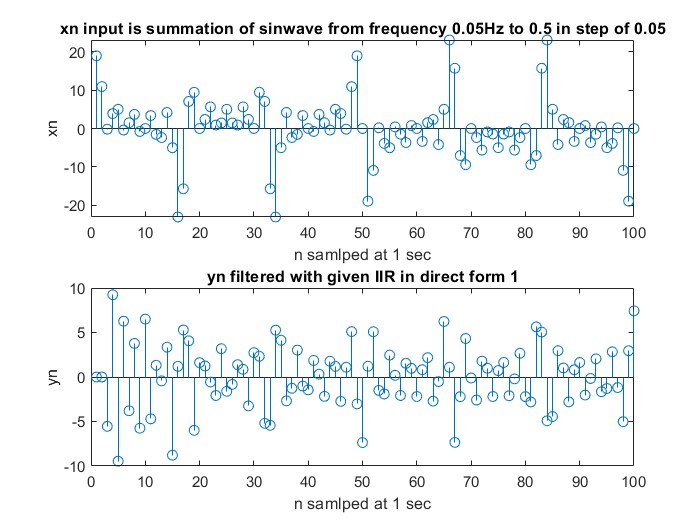 xn input is summation of sinwave from frequency 0.05Hz to 0.5 in step of 0.05
20
10
0
-10
-20
xn
0 10 20 30 40 50 60 70 80 90 100
n samlped at 1 sec
yn filtered with given IIR in direct form 1
10
5
0
-5
-10
yn
0 10 20 30 40 50 60 70 80 90 100
n samlped at 1 sec